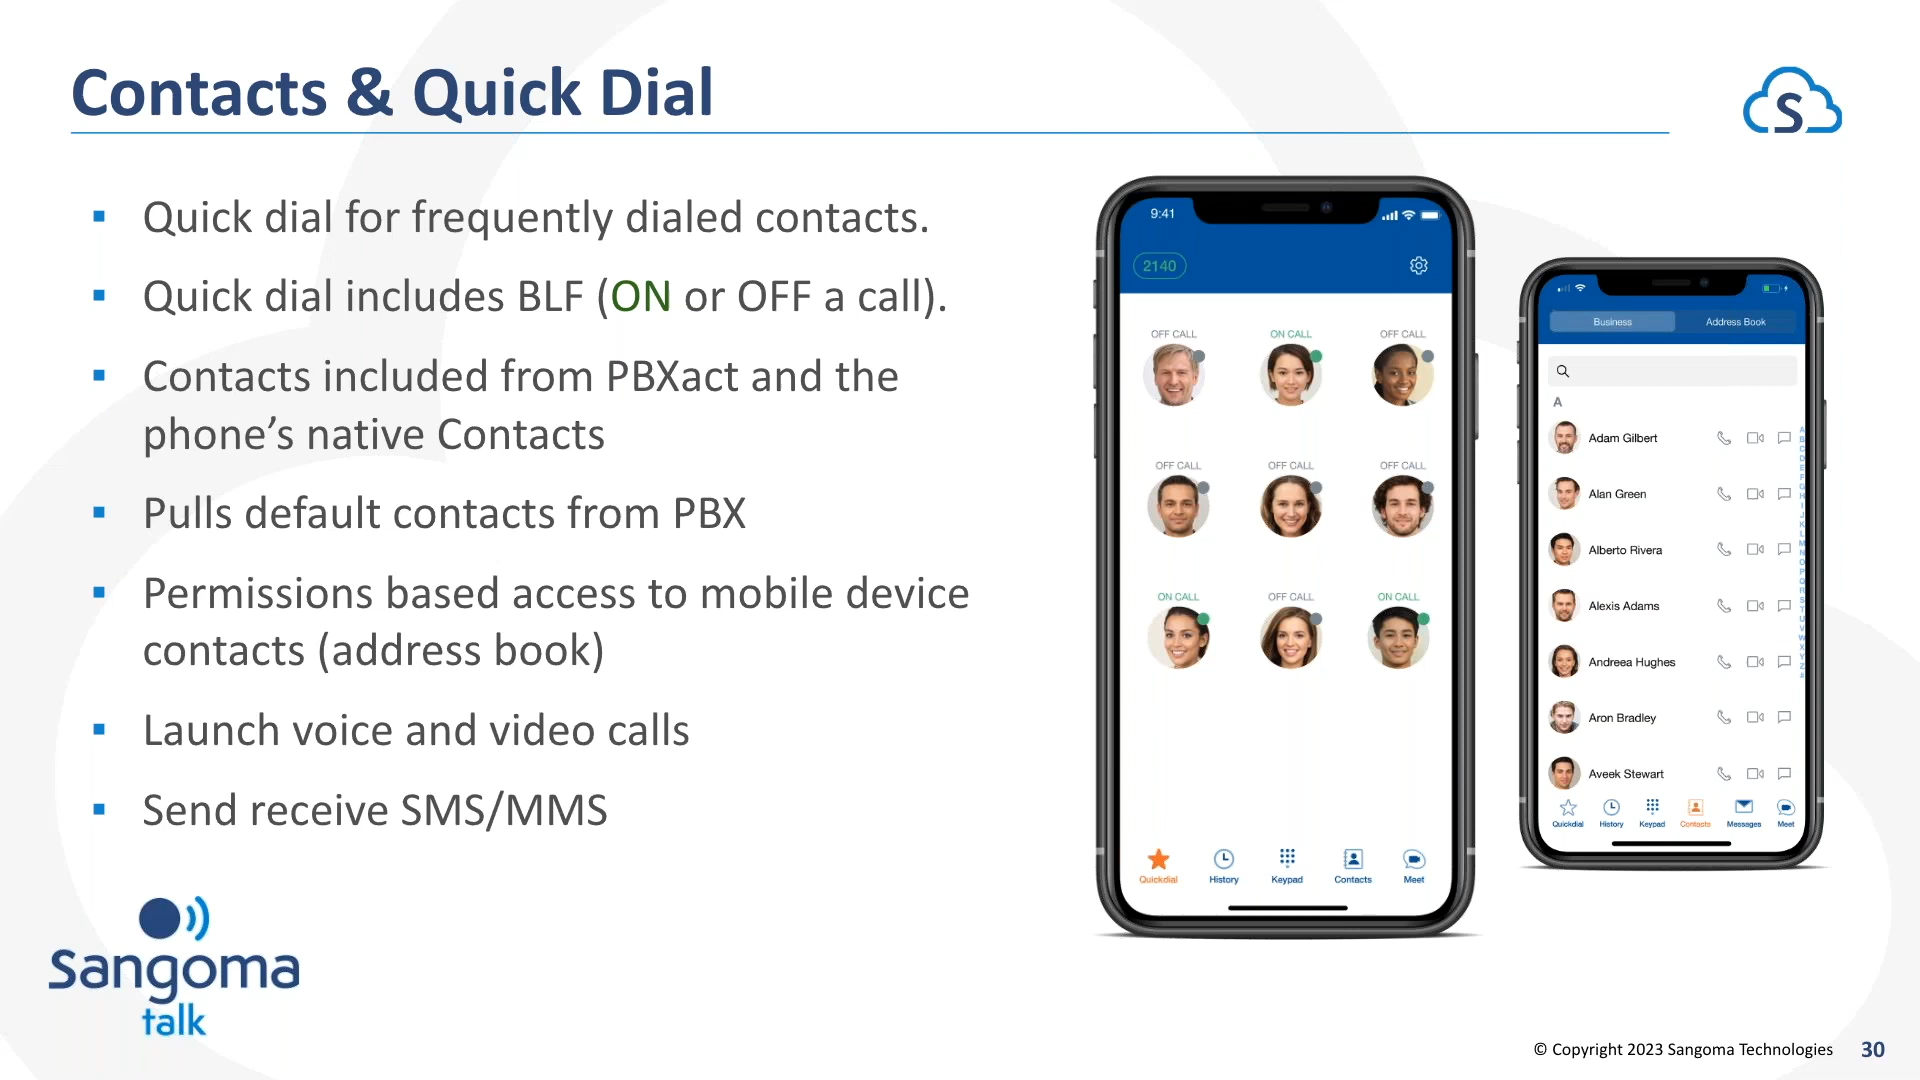 Contacts & Quick Dial
S
Quick dial for frequently dialed contacts.
Quick dial includes BLF (ON or OFF a call).
Contacts included from PBXact and the
phone’s native Contacts
Pulls default contacts from PBX
Permissions based access to mobile device
contacts (address book)
Launch voice and video calls
Send receive SMS/MMS
Sangoma
talk
9:41
2140
OFF CALL ON CALL OFF CALL
OFF CALL OFF CALL OFF CALL
ON CALL OFF CALL ON CALL
Quickdial History Keypad Contacts Meet
Business Address Book
A
Adam Gilbert
Alan Green
Alberto Rivera
Alexis Adams
Andreea Hughes
Aron Bradley
Aveek Stewart
Quickdial History Keypad Contacts Messages Meet
© Copyright 2023 Sangoma Technologies 30